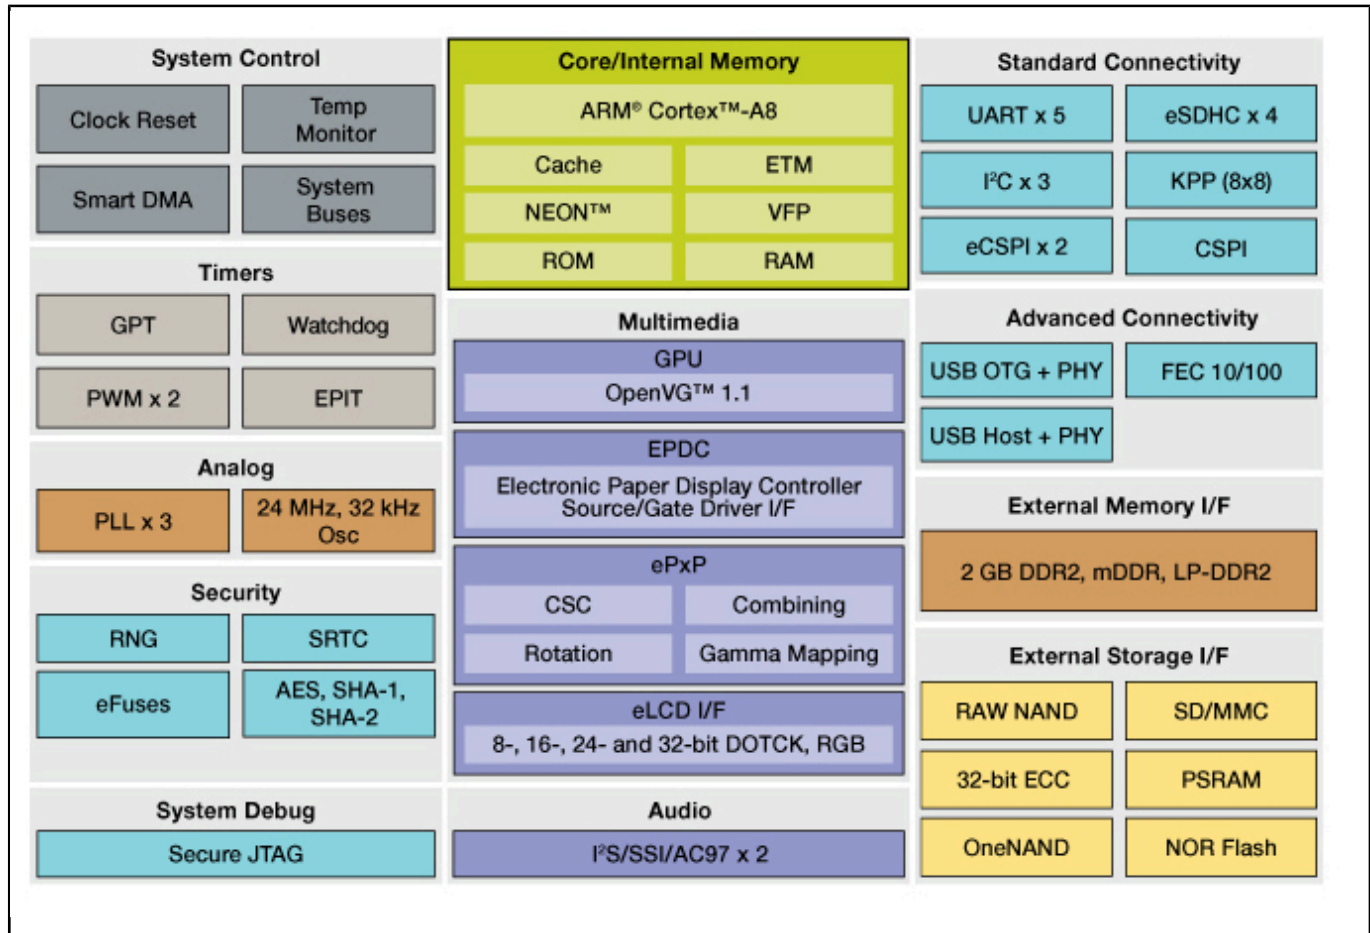 System Control
Clock Reset
Temp
Monitor
Smart DMA
System
Buses
Timers
GPT
Watchdog
PWM x 2
EPIT
Analog
PLL x 3
24 MHz, 32 kHz
Osc
Security
RNG
SRTC
eFuses
AES, SHA-1,
SHA-2
System Debug
Secure JTAG
Core/Internal Memory
ARM® Cortex™-A8
Cache
ETM
NEON™
VFP
ROM
RAM
Multimedia
GPU
OpenVG™ 1.1
EPDC
Electronic Paper Display Controller
Source/Gate Driver I/F
ePxP
CSC
Combining
Rotation
Gamma Mapping
eLCD I/F
8-, 16-, 24- and 32-bit DOTCK, RGB
Audio
I²S/SSI/AC97 x 2
Standard Connectivity
UART x 5
eSDHC x 4
I²C x 3
KPP (8x8)
eCSPI x 2
CSPI
Advanced Connectivity
USB OTG + PHY
FEC 10/100
USB Host + PHY
External Memory I/F
2 GB DDR2, mDDR, LP-DDR2
External Storage I/F
RAW NAND
SD/MMC
32-bit ECC
PSRAM
OneNAND
NOR Flash